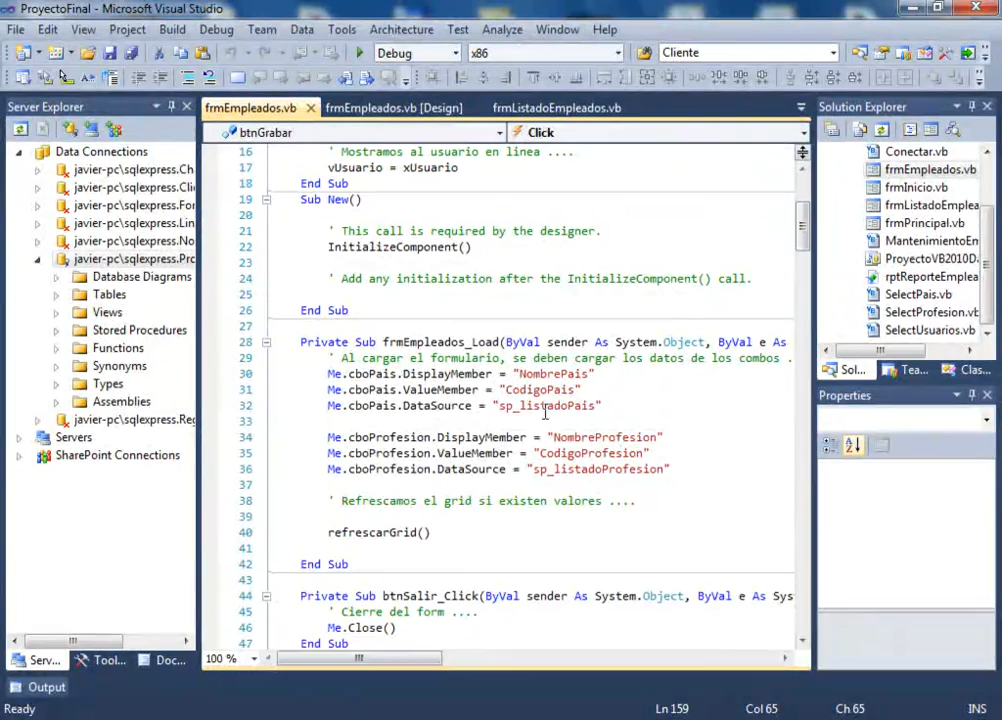 ProyectoFinal - Microsoft Visual Studio
File Edit View Project Build Debug Team Data Tools Architecture Test Analyze Window Help
Debug x86 Cliente
Server Explorer
Data Connections
javier-pc\sqlexpress.Ch
javier-pc\sqlexpress.Cli
javier-pc\sqlexpress.For
javier-pc\sqlexpress.Lin
javier-pc\sqlexpress.No
javier-pc\sqlexpress.Prc
Database Diagrams
Tables
Views
Stored Procedures
Functions
Synonyms
Types
Assemblies
javier-pc\sqlexpress.Reg
Servers
SharePoint Connections
Serv... Tool... Doc...
frmEmpleados.vb frmEmpleados.vb [Design] frmListadoEmpleados.vb
btnGrabar Click
16 ' Mostramos al usuario en linea ....
17 vUsuario = xUsuario
18 End Sub
19 Sub New()
20
21 ' This call is required by the designer.
22 InitializeComponent()
23
24 ' Add any initialization after the InitializeComponent() call.
25
26 End Sub
27
28 Private Sub frmEmpleados_Load(ByVal sender As System.Object, ByVal e As
29 ' Al cargar el formulario, se deben cargar los datos de los combos .
30 Me.cboPais.DisplayMember = "NombrePais"
31 Me.cboPais.ValueMember = "CodigoPais"
32 Me.cboPais.DataSource = "sp_listadoPais"
33
34 Me.cboProfesion.DisplayMember = "NombreProfesion"
35 Me.cboProfesion.ValueMember = "CodigoProfesion"
36 Me.cboProfesion.DataSource = "sp_listadoProfesion"
37
38 ' Refrescamos el grid si existen valores ....
39
40 refrescarGrid()
41
42 End Sub
43
44 Private Sub btnSalir_Click(ByVal sender As System.Object, ByVal e As Sys
45 ' Cierre del form ....
46 Me.Close()
47 End Sub
100 %
Solution Explorer
Conectar.vb
frmEmpleados.vb
frmInicio.vb
frmListadoEmplea
frmPrincipal.vb
MantenimientoEm
ProyectoVB2010Da
rptReporteEmplea
SelectPais.vb
SelectProfesion.vb
SelectUsuarios.vb
Sol... Tea... Clas...
Properties
Output
Ready Ln 159 Col 65 Ch 65 INS